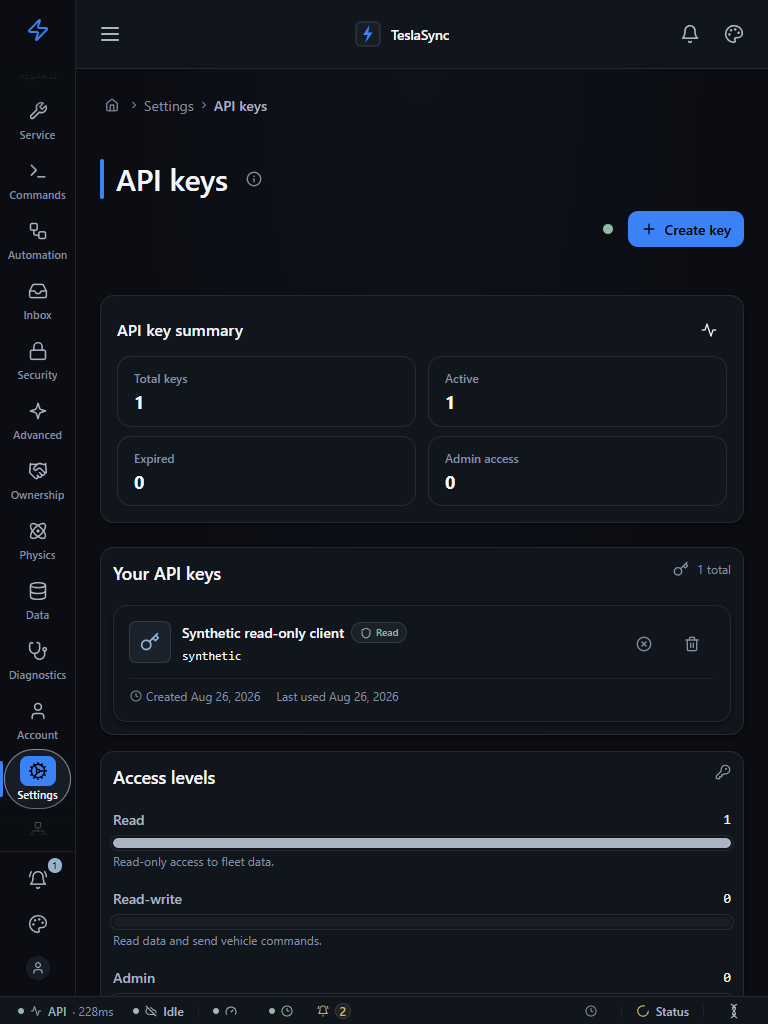 TeslaSync
Service
Commands
Automation
Inbox
Security
Advanced
Ownership
Physics
Data
Diagnostics
Account
Settings
1
Settings
API keys
API keys
Create key
API key summary
Total keys
1
Active
1
Expired
0
Admin access
0
Your API keys
1 total
Synthetic read-only client
Read
synthetic
Created Aug 26, 2026
Last used Aug 26, 2026
Access levels
Read
1
Read-only access to fleet data.
Read-write
0
Read data and send vehicle commands.
Admin
0
API · 228ms
Idle
2
Status